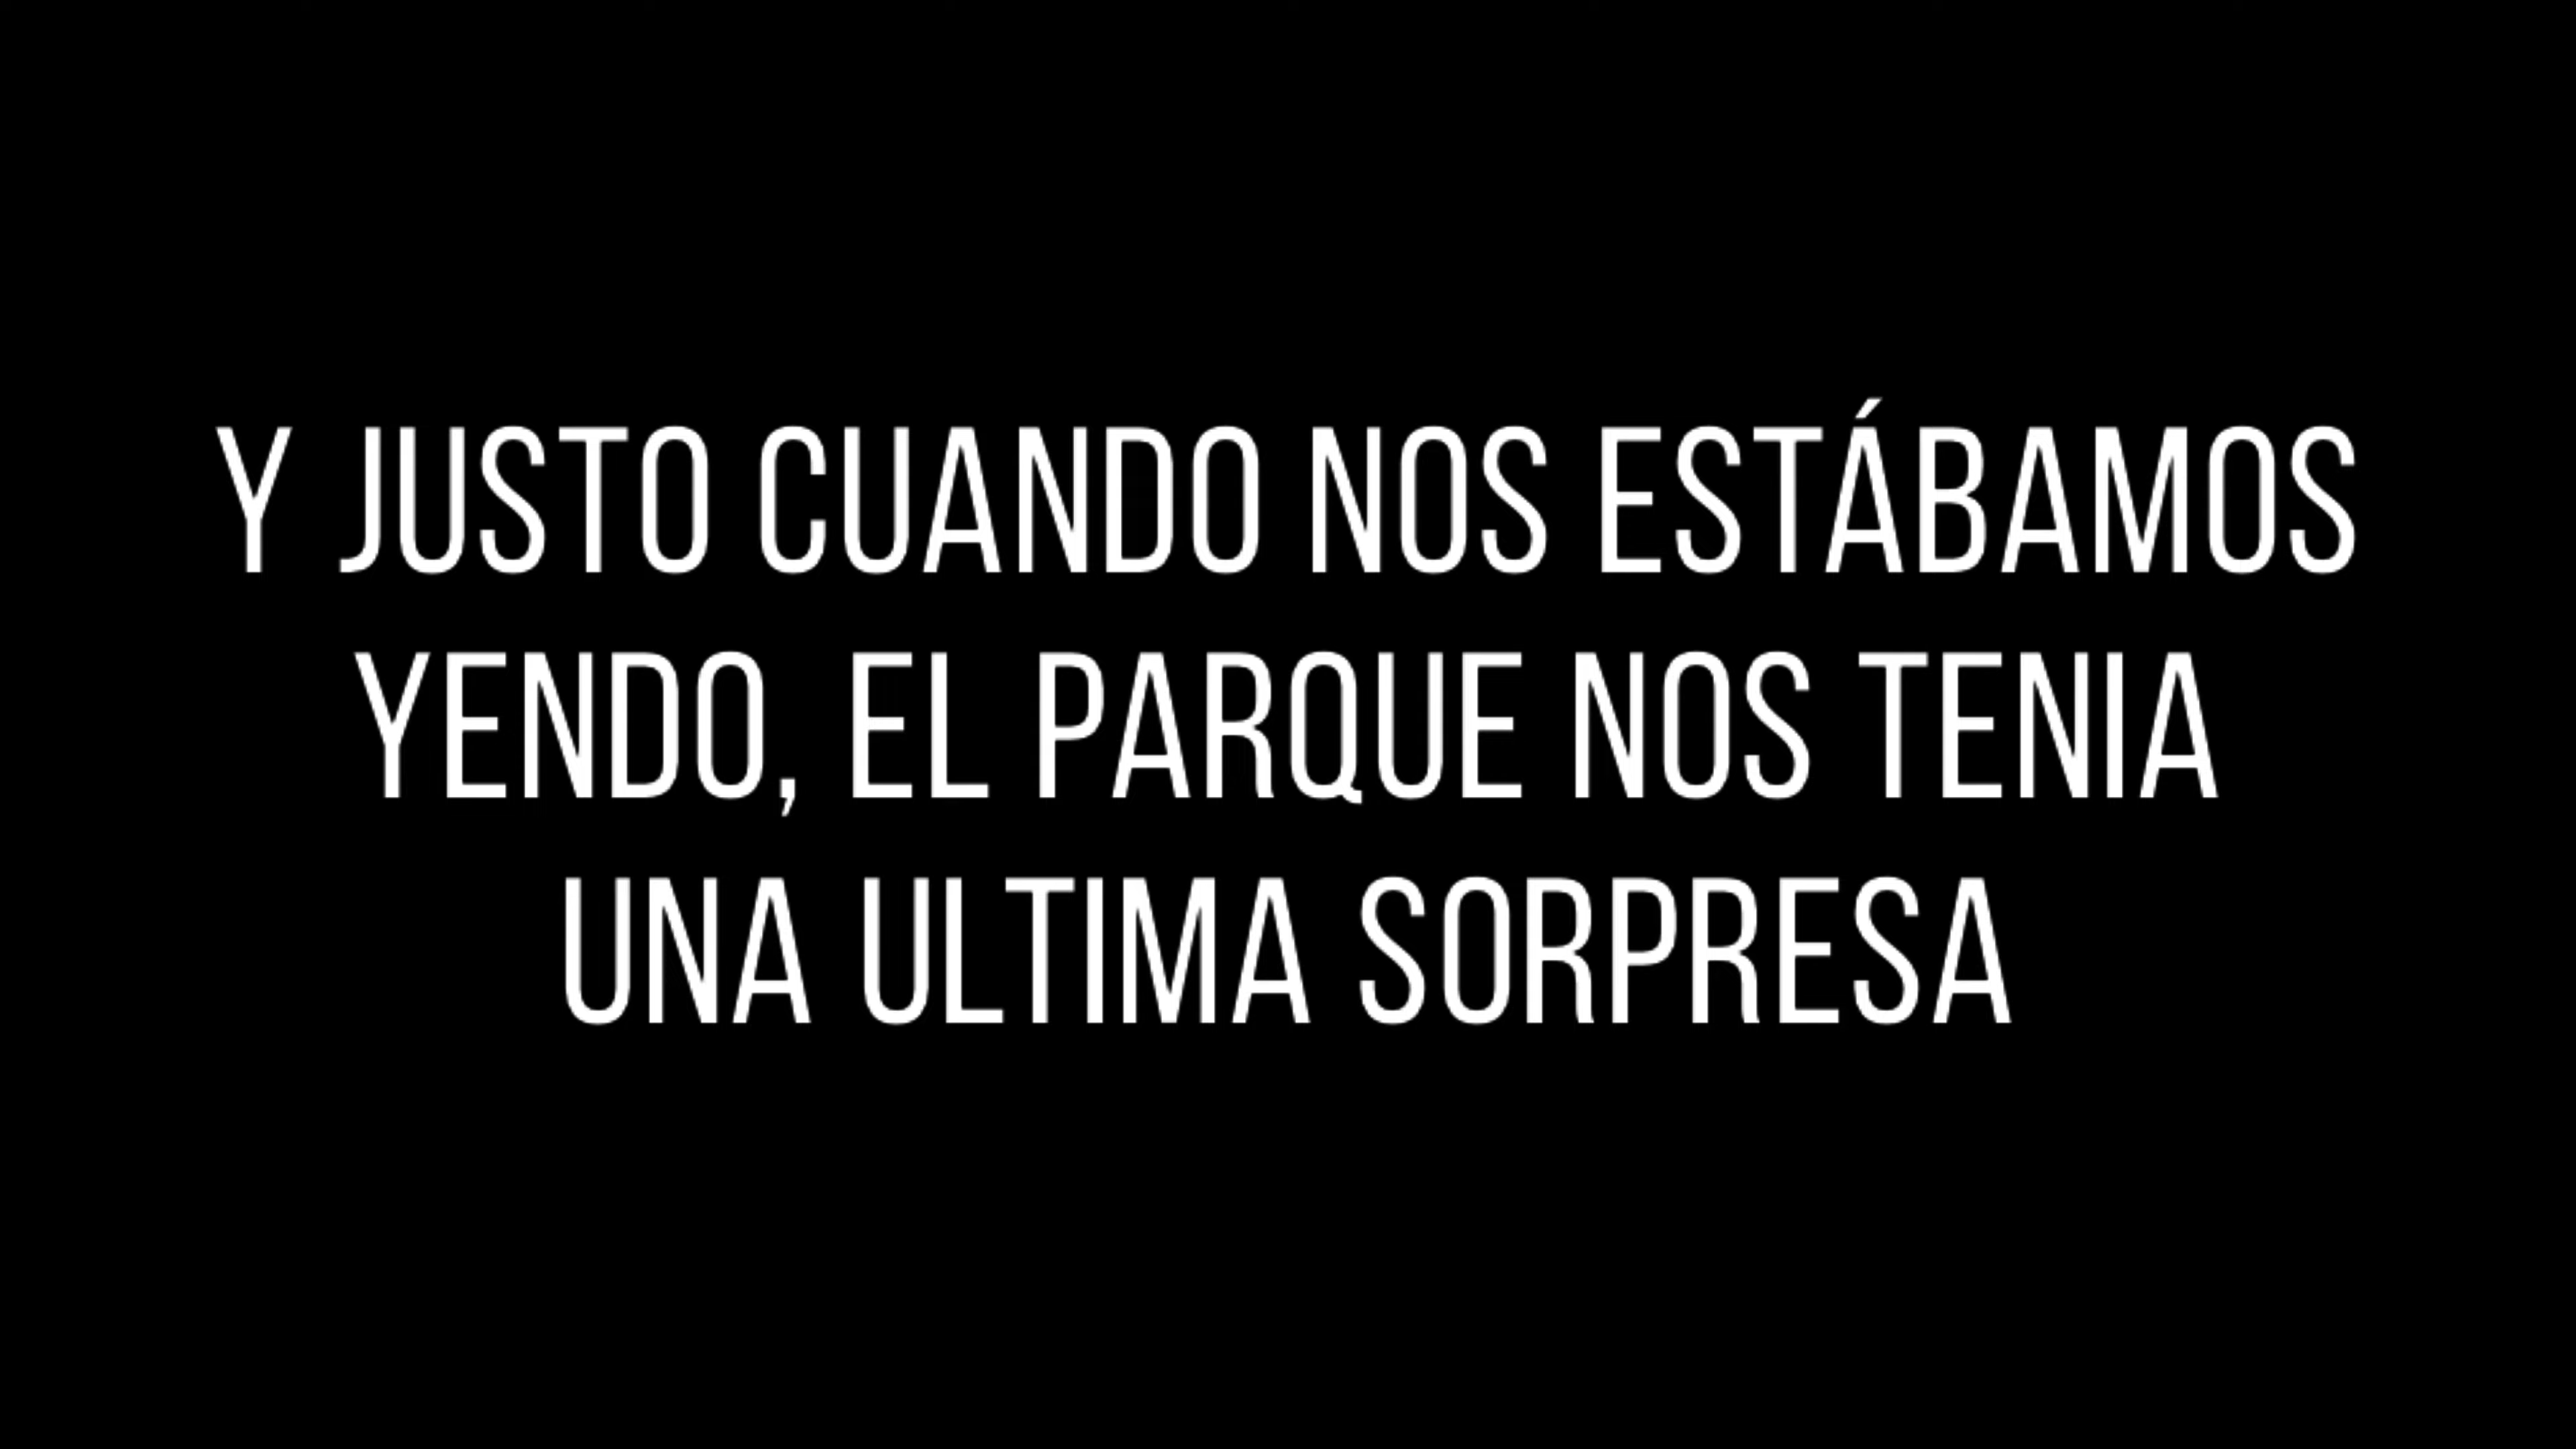 Y JUSTO CUANDO NOS ESTÁBAMOS
YENDO, EL PARQUE NOS TENIA
UNA ULTIMA SORPRESA